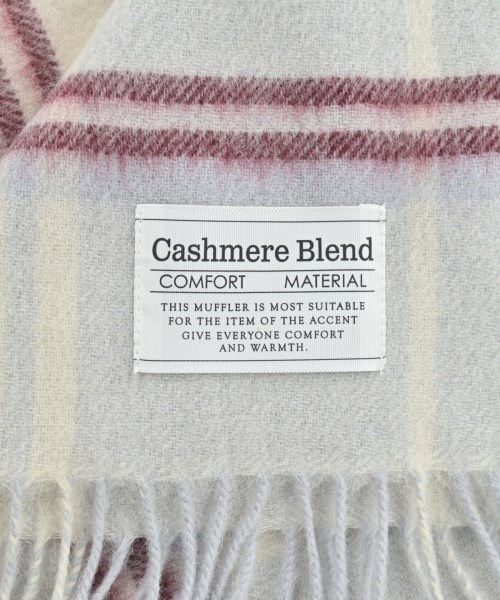 Cashmere Blend
COMFORT MATERIAL
THIS MUFFLER IS MOST SUITABLE
FOR THE ITEM OF THE ACCENT
GIVE EVERYONE COMFORT
AND WARMTH.